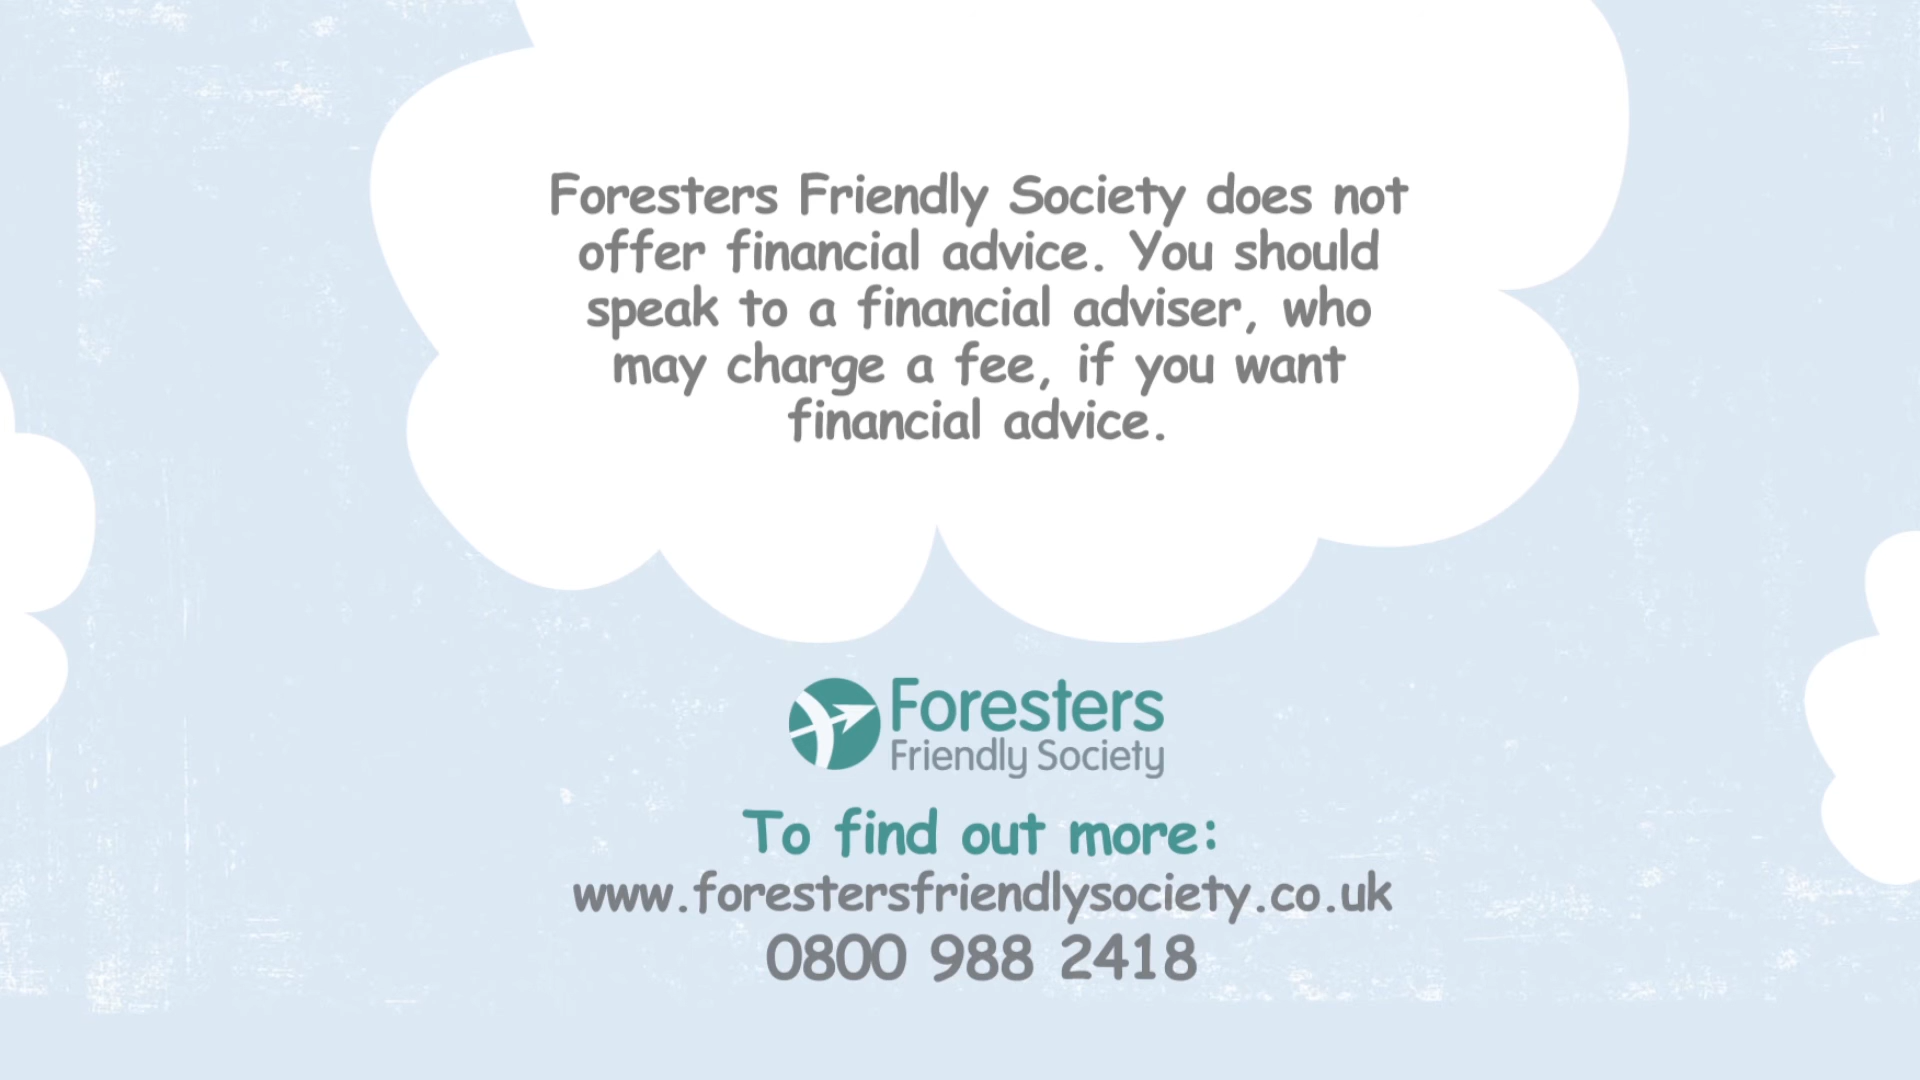 Foresters Friendly Society does not
offer financial advice. You should
speak to a financial adviser, who
may charge a fee, if you want
financial advice.
Foresters
Friendly Society
To find out more:
www.forestersfriendlysociety.co.uk
0800 988 2418